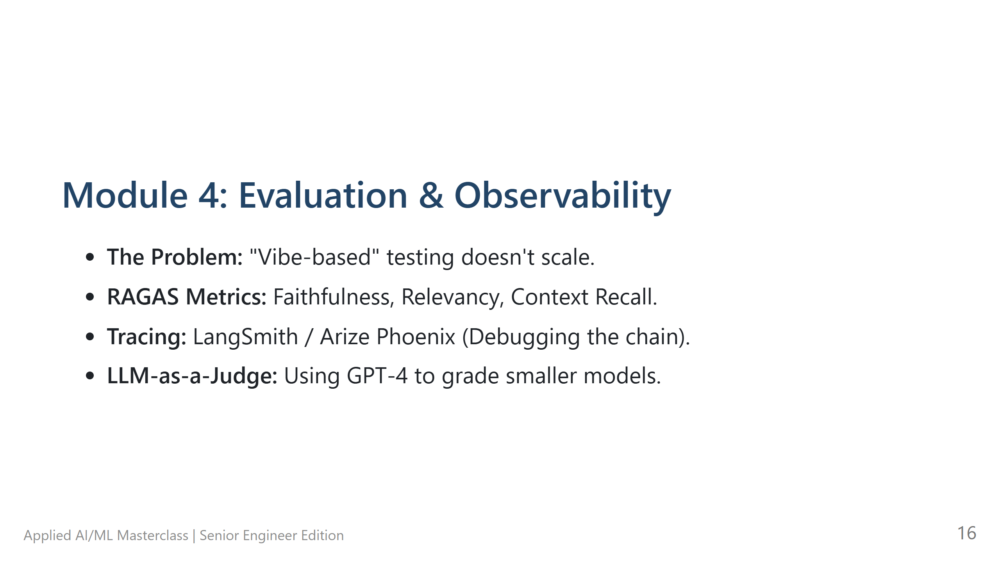 Module 4: Evaluation & Observability
• The Problem: "Vibe-based" testing doesn't scale.
• RAGAS Metrics: Faithfulness, Relevancy, Context Recall.
• Tracing: LangSmith / Arize Phoenix (Debugging the chain).
• LLM-as-a-Judge: Using GPT-4 to grade smaller models.
Applied AI/ML Masterclass | Senior Engineer Edition
16